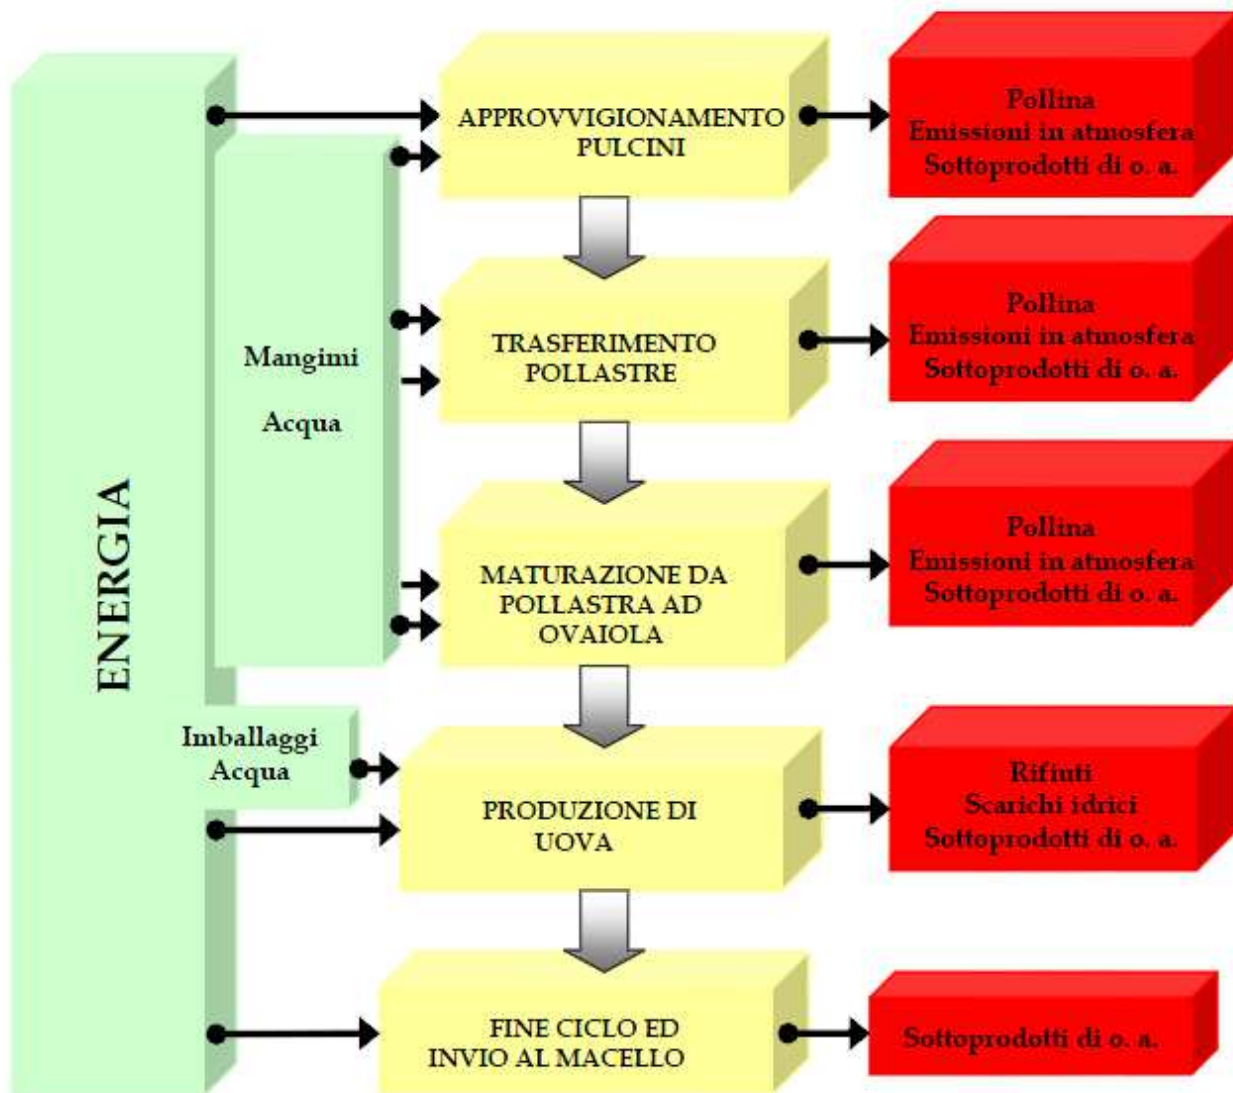 ENERGIA
Mangimi
Acqua
Imballaggi
Acqua
APPROVVIGIONAMENTO
PULCINI
Pollina
Emissioni in atmosfera
Sottoprodotti di o. a.
TRASFERIMENTO
POLLASTRE
Pollina
Emissioni in atmosfera
Sottoprodotti di o. a.
MATURAZIONE DA
POLLASTRA AD
OVAIOLA
Pollina
Emissioni in atmosfera
Sottoprodotti di o. a.
PRODUZIONE DI
UOVA
Rifiuti
Scarichi idrici
Sottoprodotti di o. a.
FINE CICLO ED
INVIO AL MACELLO
Sottoprodotti di o. a.